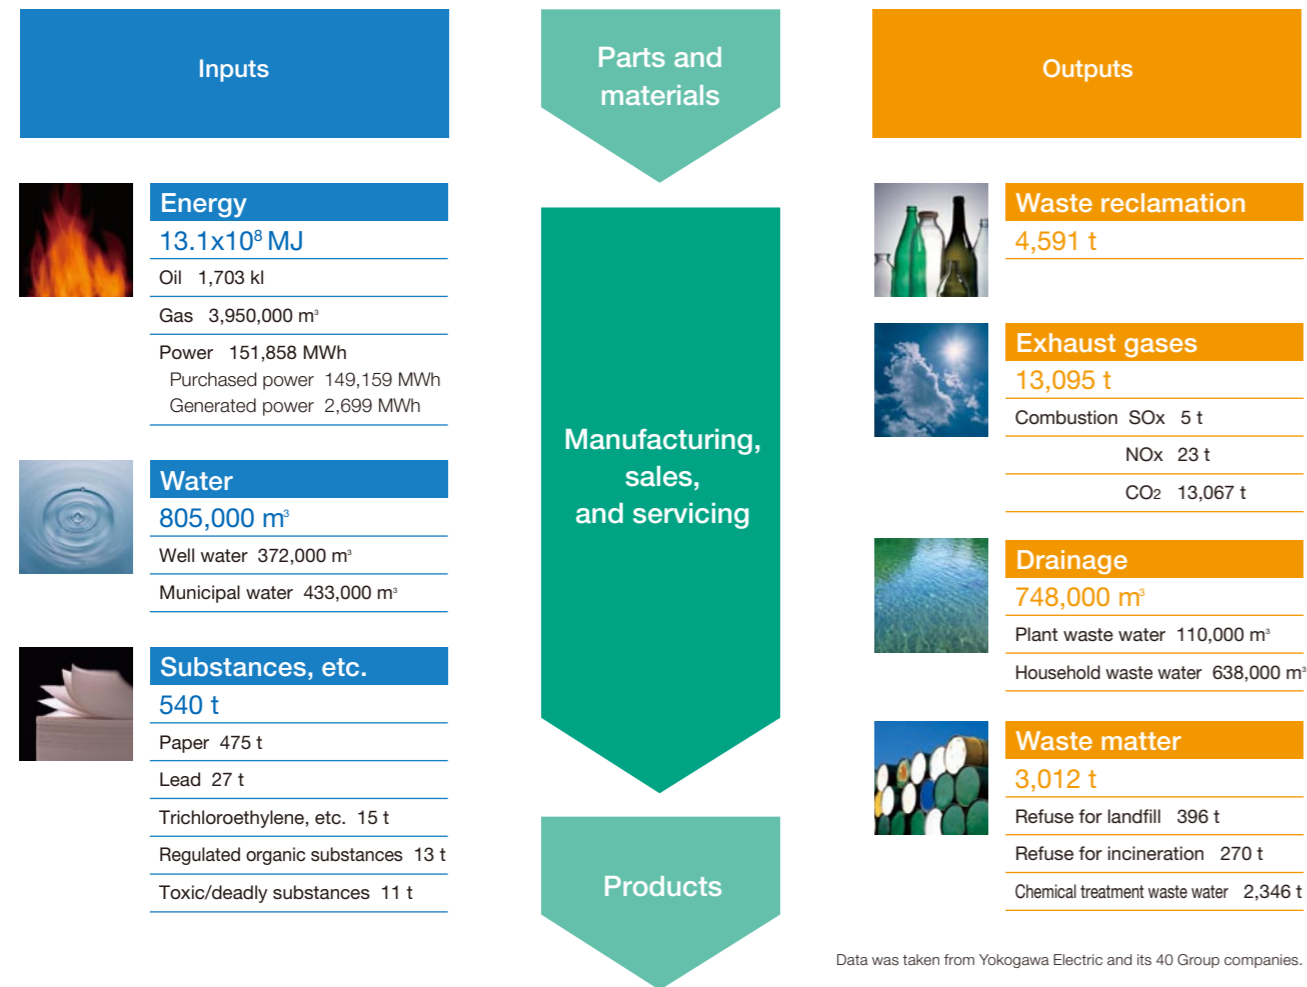 Inputs
Energy
13.1x10⁸ MJ
Oil 1,703 kl
Gas 3,950,000 m³
Power 151,858 MWh
Purchased power 149,159 MWh
Generated power 2,699 MWh
Water
805,000 m³
Well water 372,000 m³
Municipal water 433,000 m³
Substances, etc.
540 t
Paper 475 t
Lead 27 t
Trichloroethylene, etc. 15 t
Regulated organic substances 13 t
Toxic/deadly substances 11 t
Parts and
materials
Manufacturing,
sales,
and servicing
Products
Outputs
Waste reclamation
4,591 t
Exhaust gases
13,095 t
Combustion SOx 5 t
NOx 23 t
CO2 13,067 t
Drainage
748,000 m³
Plant waste water 110,000 m³
Household waste water 638,000 m³
Waste matter
3,012 t
Refuse for landfill 396 t
Refuse for incineration 270 t
Chemical treatment waste water 2,346 t
Data was taken from Yokogawa Electric and its 40 Group companies.